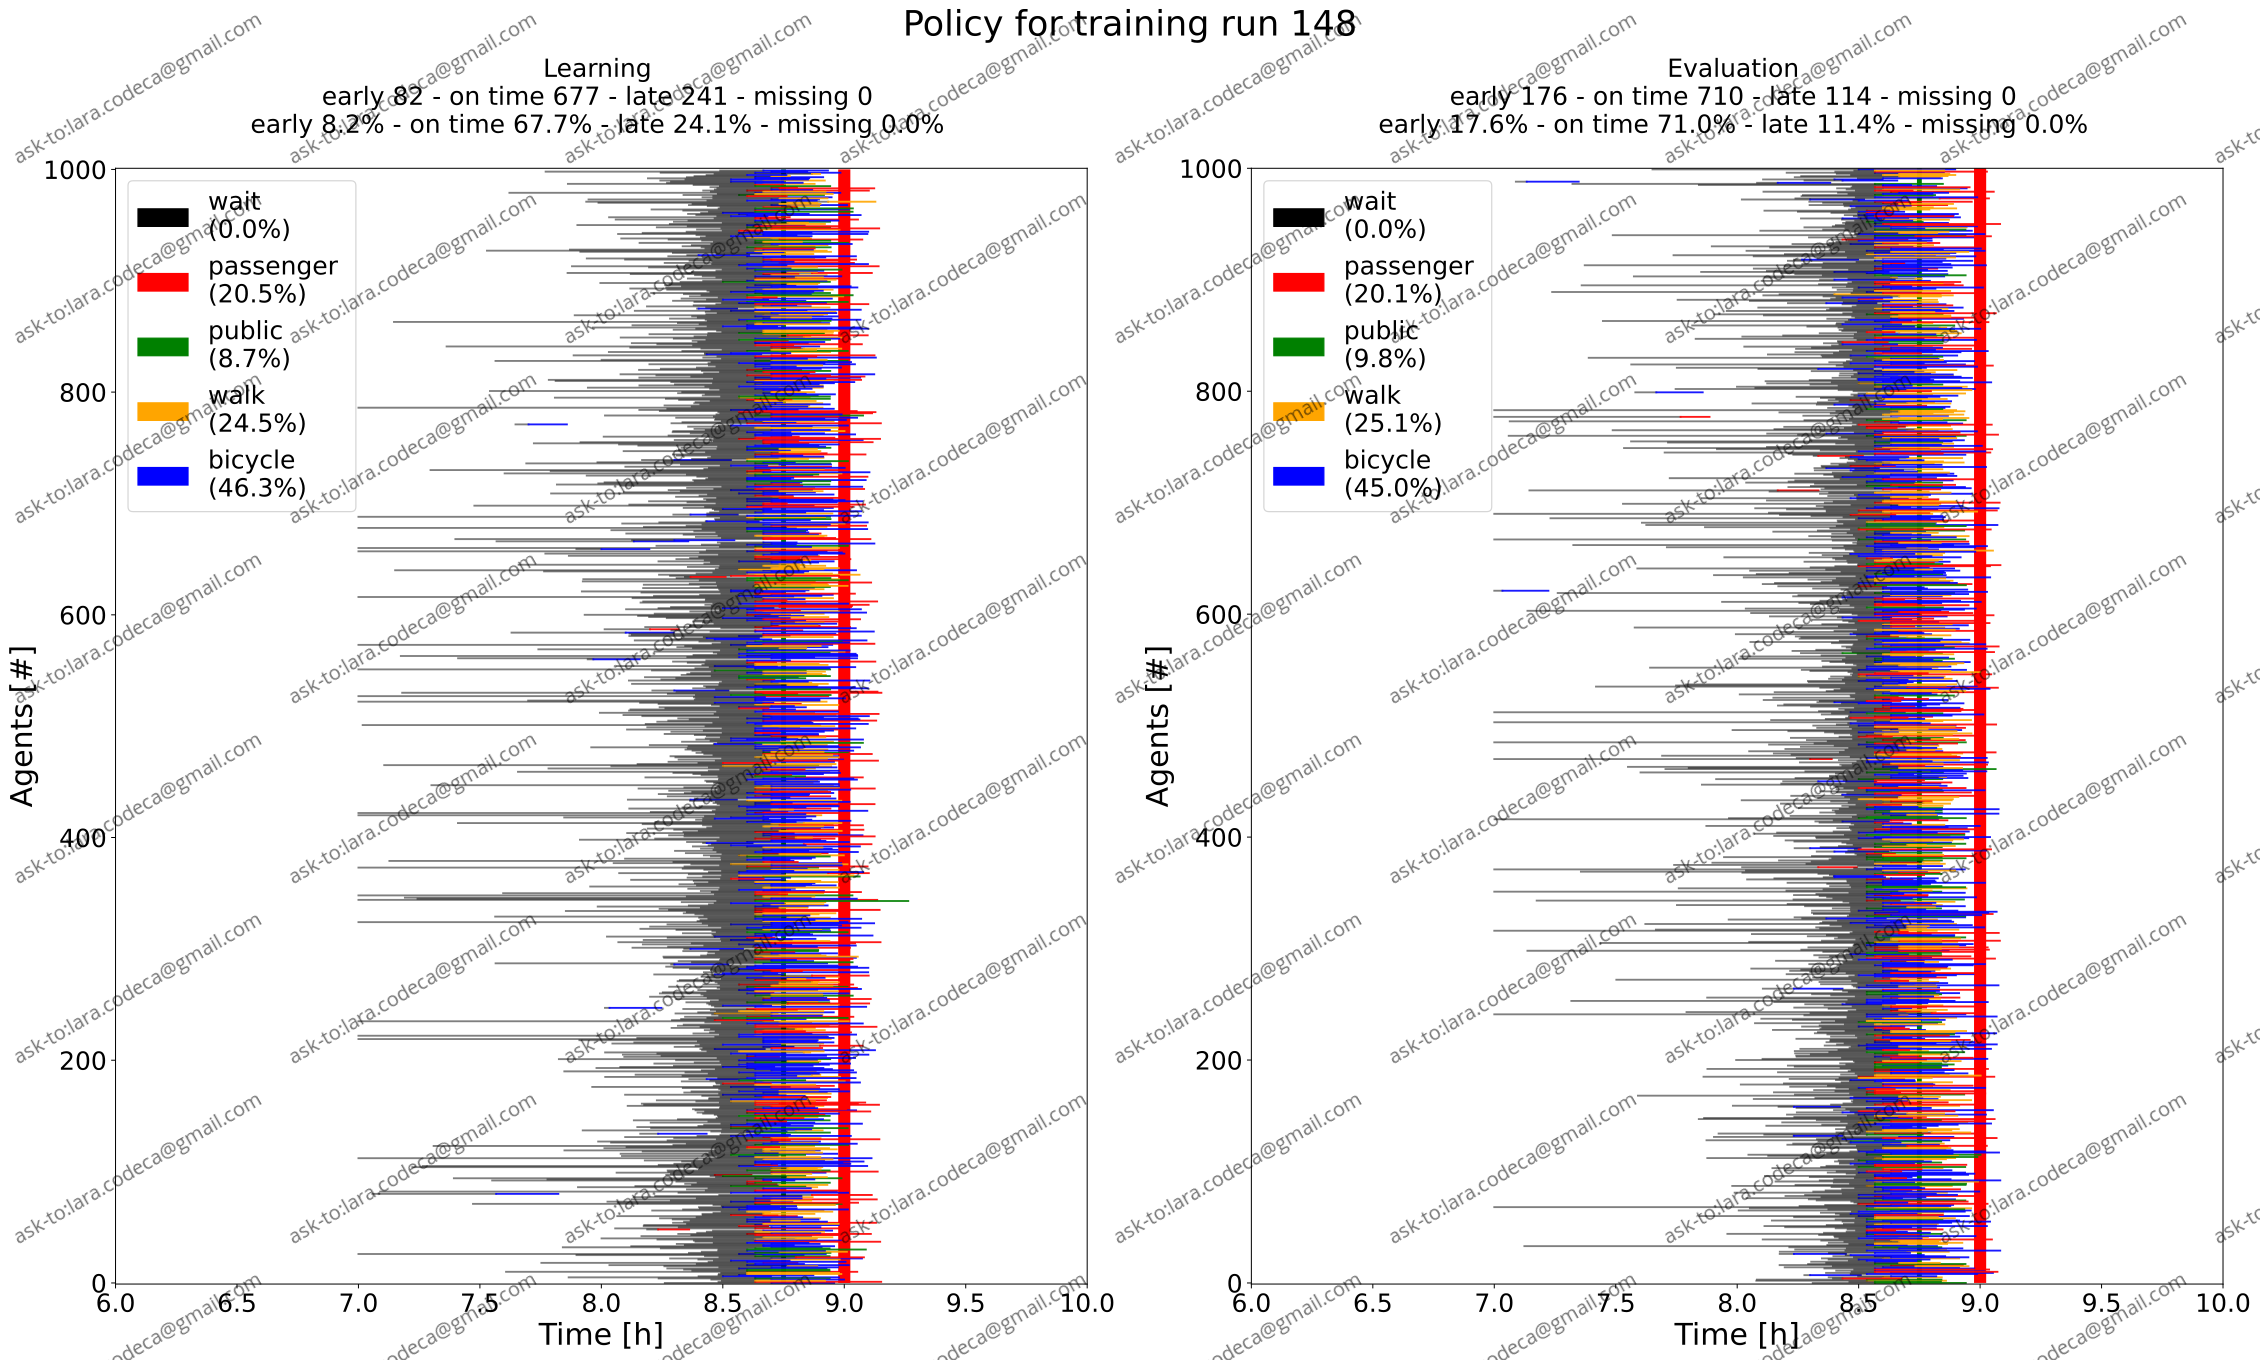 Policy for training run 148
Learning
early 82 - on time 677 - late 241 - missing 0
early 8.2% - on time 67.7% - late 24.1% - missing 0.0%
1000
800
600
400
200
0
Agents [#]
wait
(0.0%)
passenger
(20.5%)
public
(8.7%)
walk
(24.5%)
bicycle
(46.3%)
6.0 6.5 7.0 7.5 8.0 8.5 9.0 9.5 10.0
Time [h]
Evaluation
early 176 - on time 710 - late 114 - missing 0
early 17.6% - on time 71.0% - late 11.4% - missing 0.0%
1000
800
600
400
200
0
Agents [#]
wait
(0.0%)
passenger
(20.1%)
public
(9.8%)
walk
(25.1%)
bicycle
(45.0%)
6.0 6.5 7.0 7.5 8.0 8.5 9.0 9.5 10.0
Time [h]
ask-to:lara.codeca@gmail.com